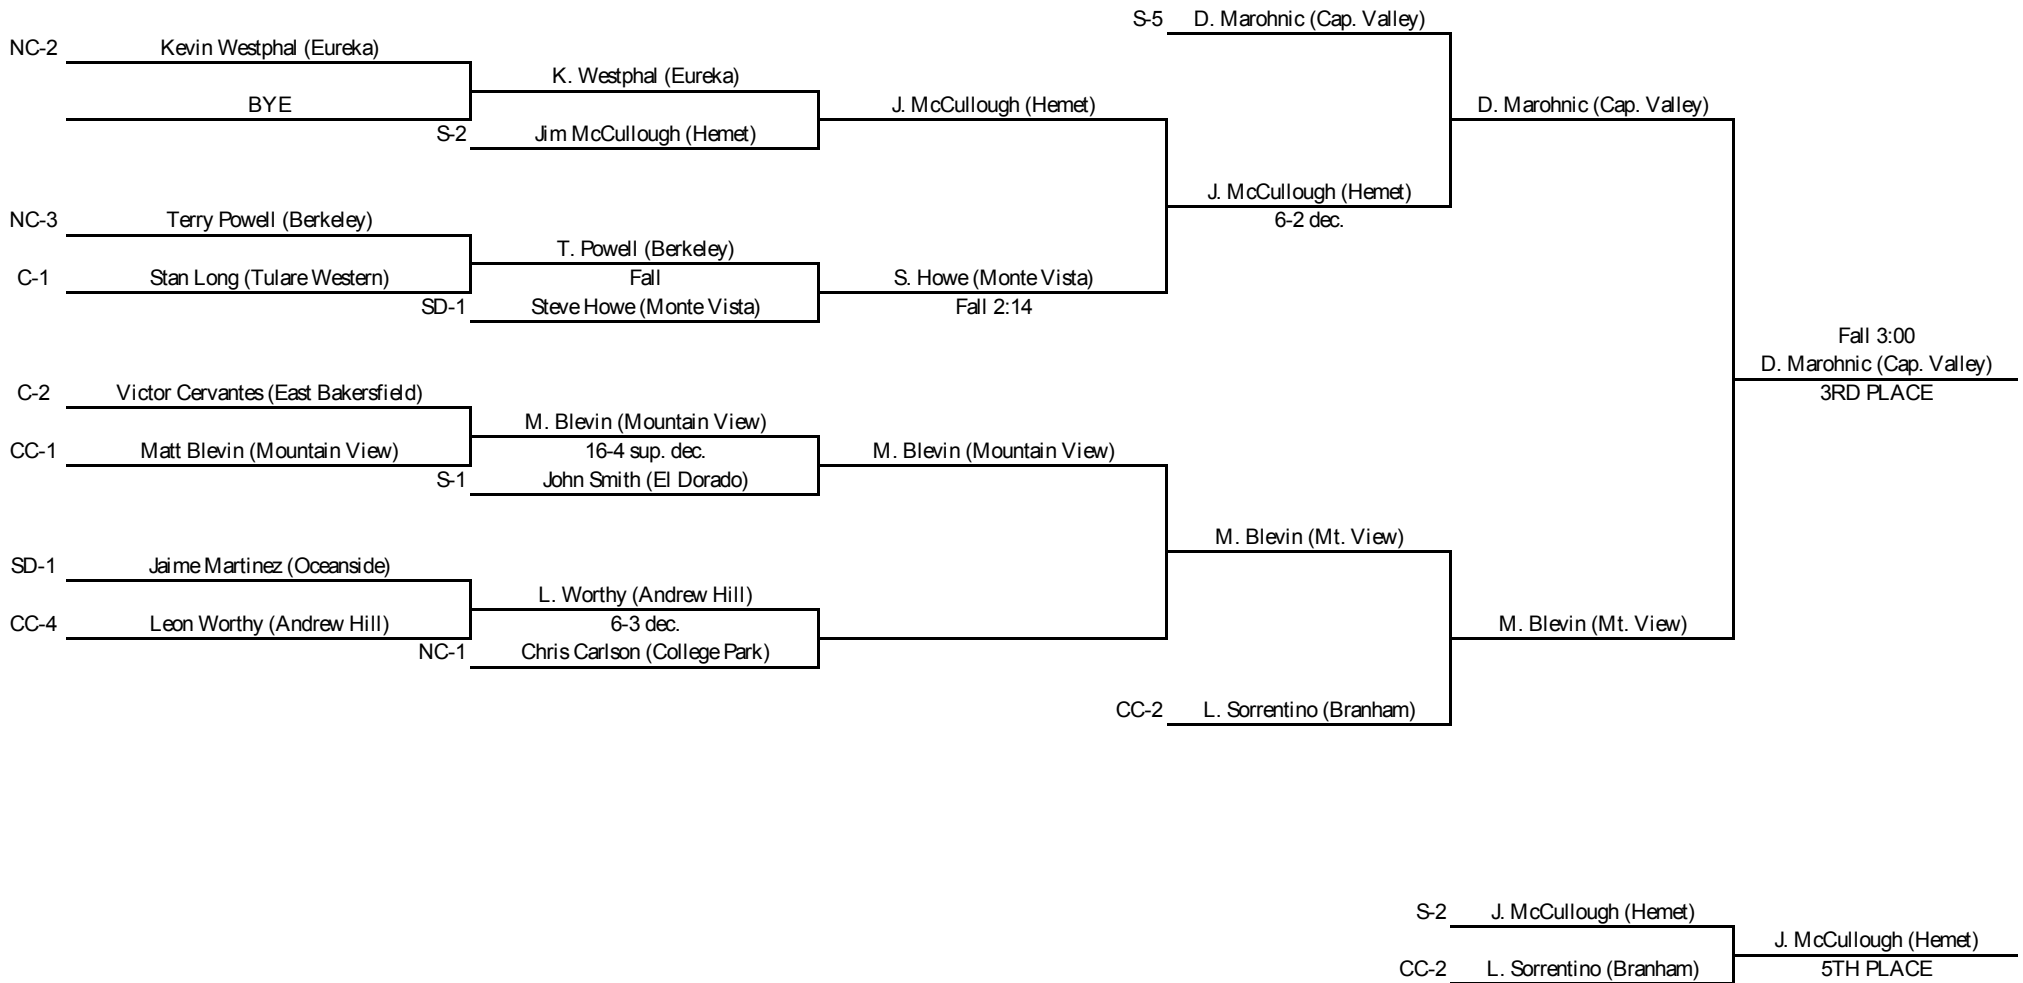 S-5 D. Marohnic (Cap. Valley)
NC-2 Kevin Westphal (Eureka)
K. Westphal (Eureka)
BYE J. McCullough (Hemet) D. Marohnic (Cap. Valley)
S-2 Jim McCullough (Hemet)
J. McCullough (Hemet)
NC-3 Terry Powell (Berkeley) 6-2 dec.
T. Powell (Berkeley)
C-1 Stan Long (Tulare Western) Fall S. Howe (Monte Vista)
SD-1 Steve Howe (Monte Vista) Fall 2:14
Fall 3:00
D. Marohnic (Cap. Valley)
C-2 Victor Cervantes (East Bakersfield) 3RD PLACE
M. Blevin (Mountain View)
CC-1 Matt Blevin (Mountain View) 16-4 sup. dec. M. Blevin (Mountain View)
S-1 John Smith (El Dorado)
M. Blevin (Mt. View)
SD-1 Jaime Martinez (Oceanside)
L. Worthy (Andrew Hill)
CC-4 Leon Worthy (Andrew Hill) 6-3 dec. M. Blevin (Mt. View)
NC-1 Chris Carlson (College Park)
CC-2 L. Sorrentino (Branham)
S-2 J. McCullough (Hemet)
J. McCullough (Hemet)
CC-2 L. Sorrentino (Branham) 5TH PLACE